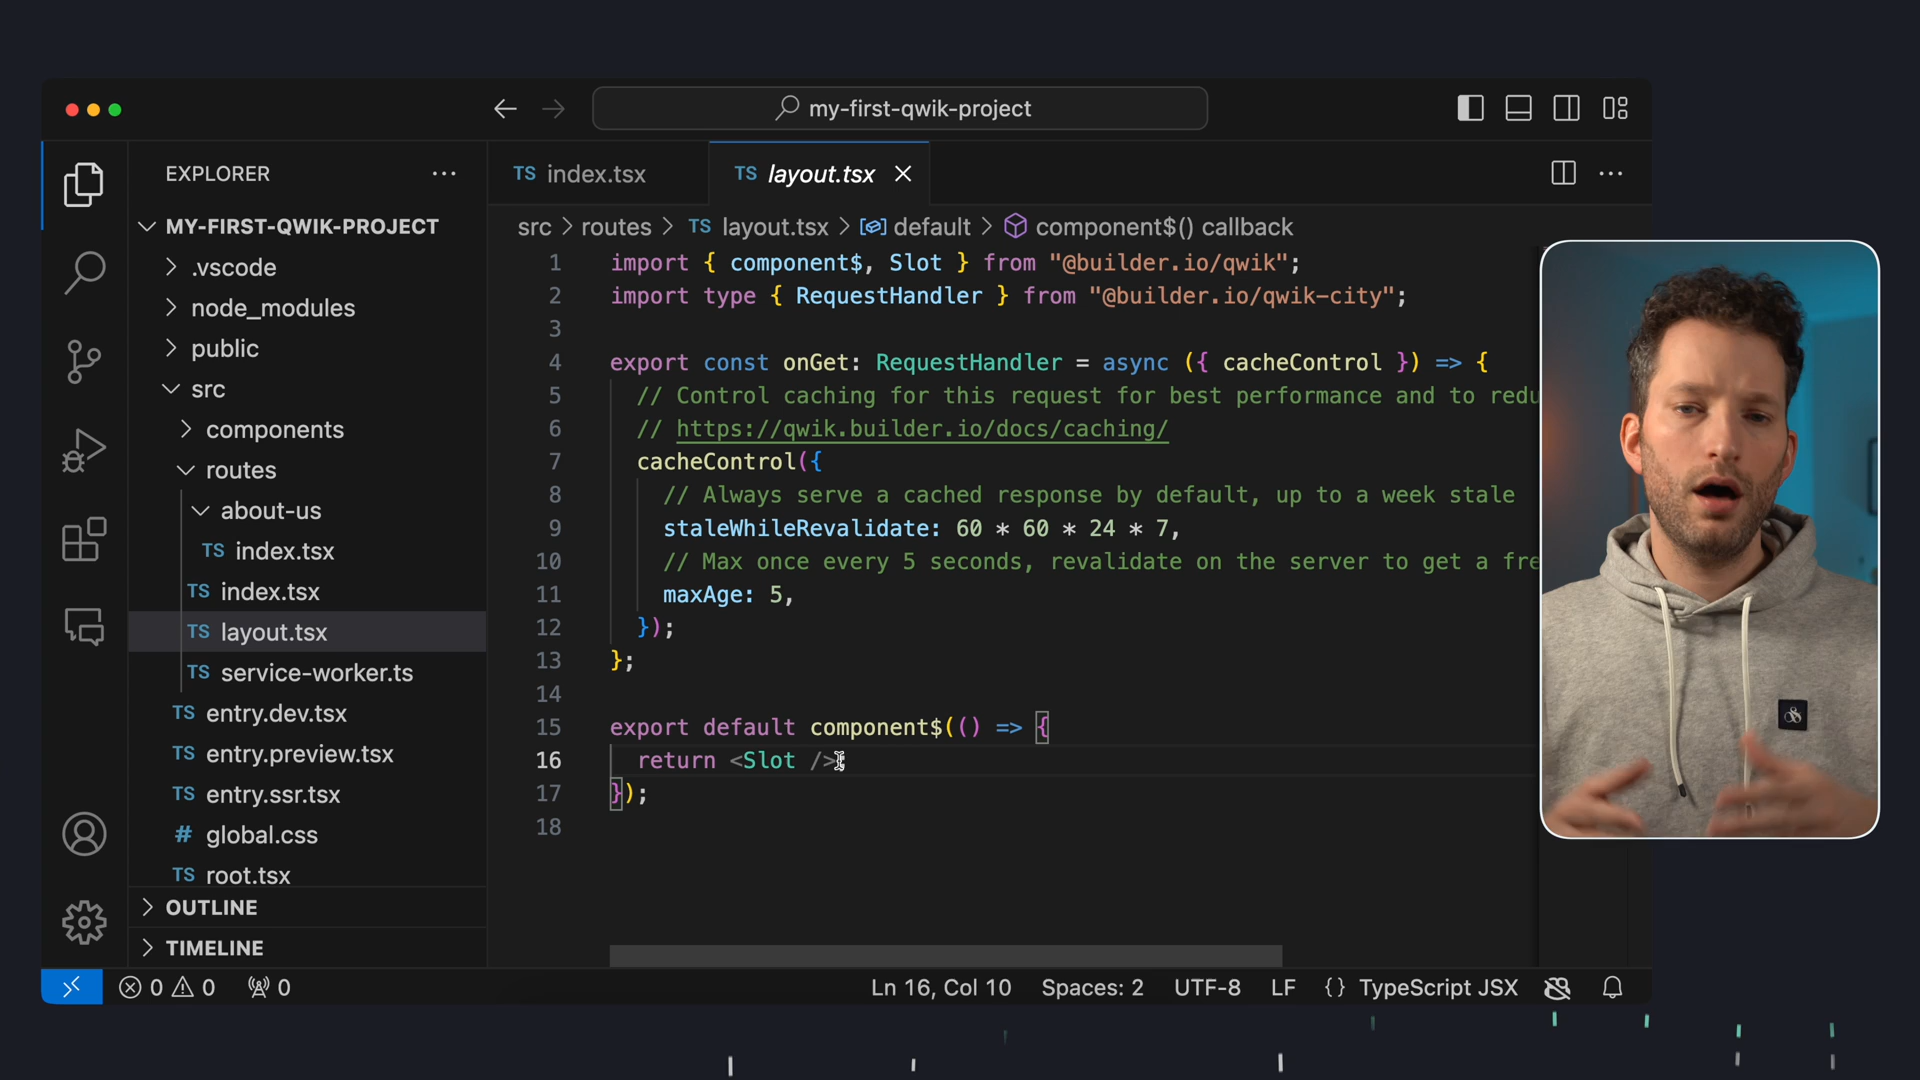 my-first-qwik-project
EXPLORER
TS index.tsx
TS layout.tsx
MY-FIRST-QWIK-PROJECT
.vscode
node_modules
public
src
components
routes
about-us
TS index.tsx
TS index.tsx
TS layout.tsx
TS service-worker.ts
TS entry.dev.tsx
TS entry.preview.tsx
TS entry.ssr.tsx
# global.css
TS root.tsx
OUTLINE
TIMELINE
src > routes > TS layout.tsx > default > component$() callback
1 import { component$, Slot } from "@builder.io/qwik";
2 import type { RequestHandler } from "@builder.io/qwik-city";
3
4 export const onGet: RequestHandler = async ({ cacheControl }) => {
5 // Control caching for this request for best performance and to redu
6 // https://qwik.builder.io/docs/caching/
7 cacheControl({
8 // Always serve a cached response by default, up to a week stale
9 staleWhileRevalidate: 60 * 60 * 24 * 7,
10 // Max once every 5 seconds, revalidate on the server to get a fre
11 maxAge: 5,
12 });
13 };
14
15 export default component$(() => {
16 return <Slot />
17 });
18
0 0 0
Ln 16, Col 10 Spaces: 2 UTF-8 LF {} TypeScript JSX